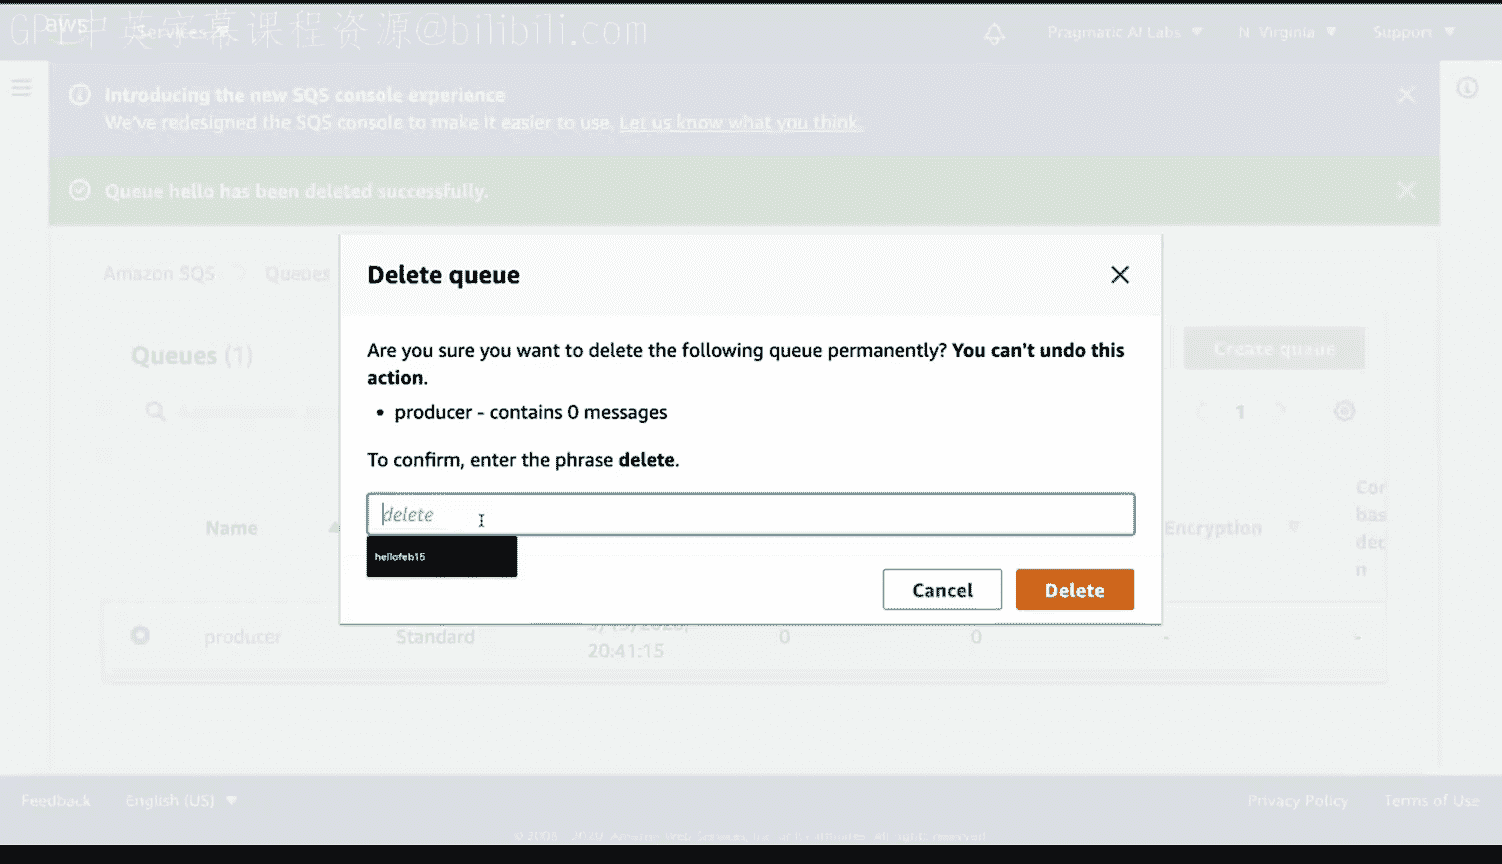 GPT中英字幕课程资源@bilibili.com
aws
Services
Pragmatic AI Labs
N. Virginia
Support
Introducing the new SQS console experience
We've redesigned the SQS console to make it easier to use. Let us know what you think.
Queue hello has been deleted successfully.
Amazon SQS
Queues
Delete queue
Are you sure you want to delete the following queue permanently? You can't undo this
action.
• producer - contains 0 messages
To confirm, enter the phrase delete.
delete
hellofeb15
Cancel
Delete
Queues (1)
Create queue
1
Name
Encryption
producer
Standard
20:41:15
0
0
-
-
Feedback
English (US)
Privacy Policy
Terms of Use